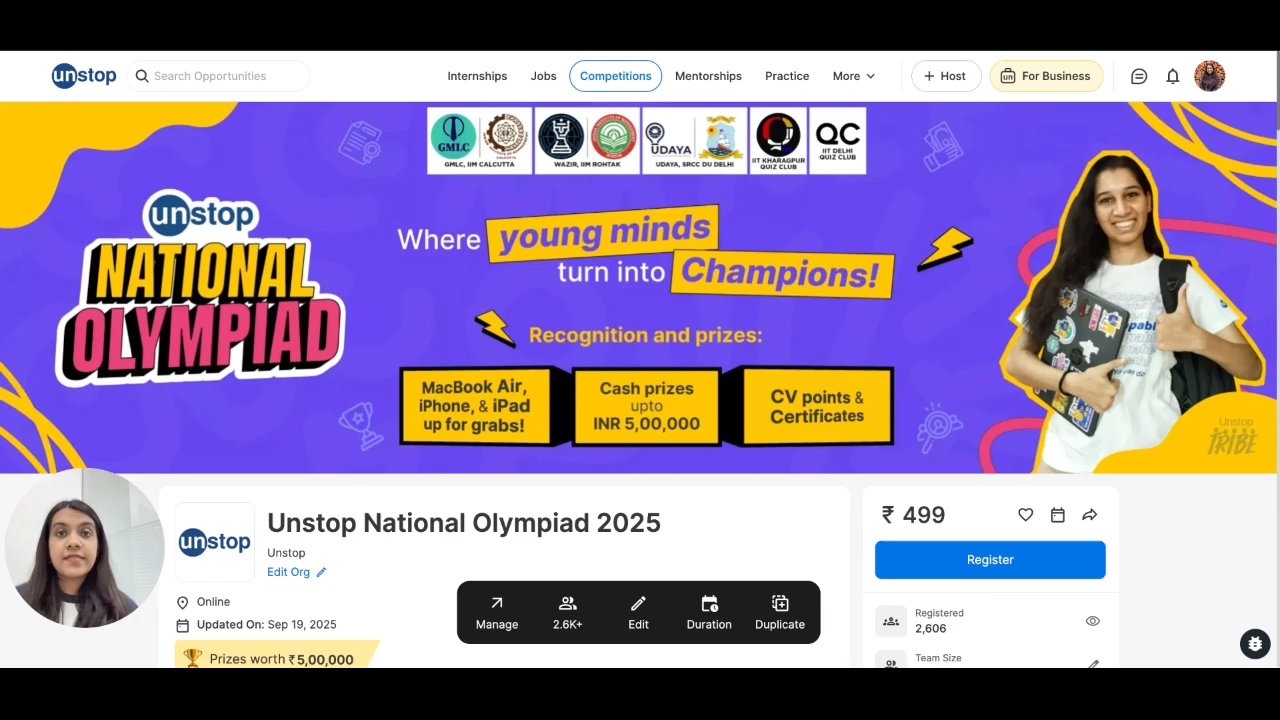 unstop
Search Opportunities
Internships
Jobs
Competitions
Mentorships
Practice
More
+ Host
un
For Business
GMLC
GMLC, IIM CALCUTTA
WAZIR, IIM ROHTAK
UDAYA
UDAYA, SRCC DU DELHI
IIT KHARAGPUR
QUIZ CLUB
QC
IIT DELHI
QUIZ CLUB
unstop
NATIONAL
OLYMPIAD
Where young minds
turn into Champions!
Recognition and prizes:
MacBook Air,
iPhone, & iPad
up for grabs!
Cash prizes
upto
INR 5,00,000
CV points &
Certificates
Unstop
TRIBE
unstop
Unstop National Olympiad 2025
Unstop
Edit Org
Online
Updated On: Sep 19, 2025
Prizes worth ₹5,00,000
Manage
2.6K+
Edit
Duration
Duplicate
₹ 499
Register
Registered
2,606
Team Size